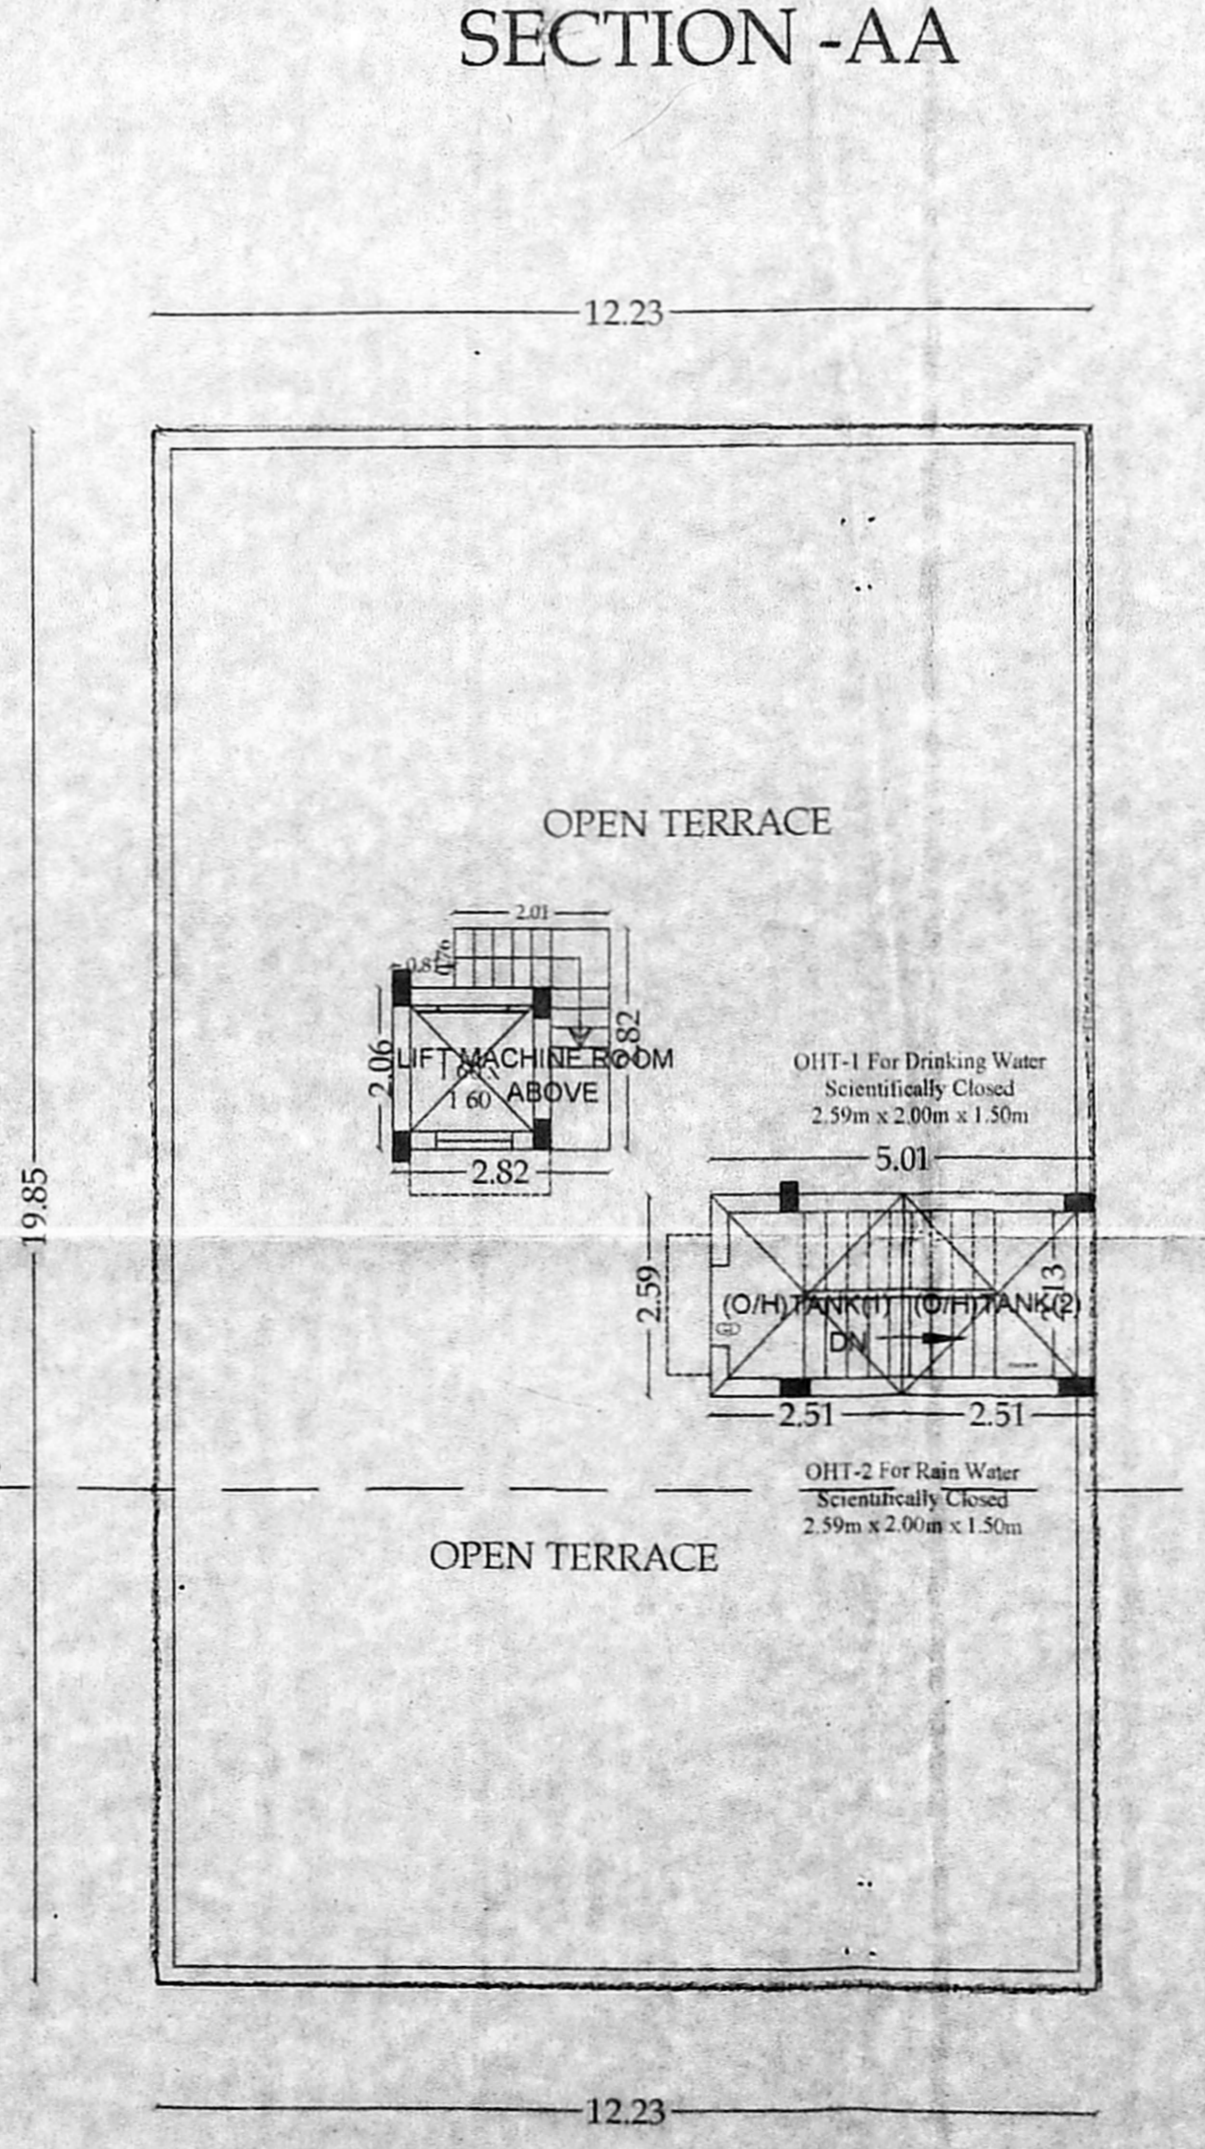 SECTION -AA
12.23
OPEN TERRACE
2.01
2.82
2.06
LIFT MACHINE ROOM
ABOVE
1.60
2.82
OHT-1 For Drinking Water
Scientifically Closed
2.59m x 2.00m x 1.50m
5.01
19.85
2.59
(O/H)TANK(1) (O/H)TANK(2)
2.13
DN
2.51 2.51
OHT-2 For Rain Water
Scientifically Closed
2.59m x 2.00m x 1.50m
OPEN TERRACE
12.23